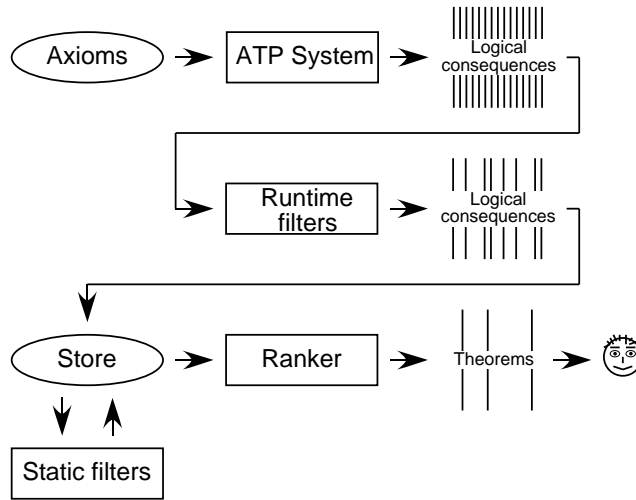 Axioms
ATP System
Logical
consequences
Runtime
filters
Logical
consequences
Store
Ranker
Theorems
Static filters